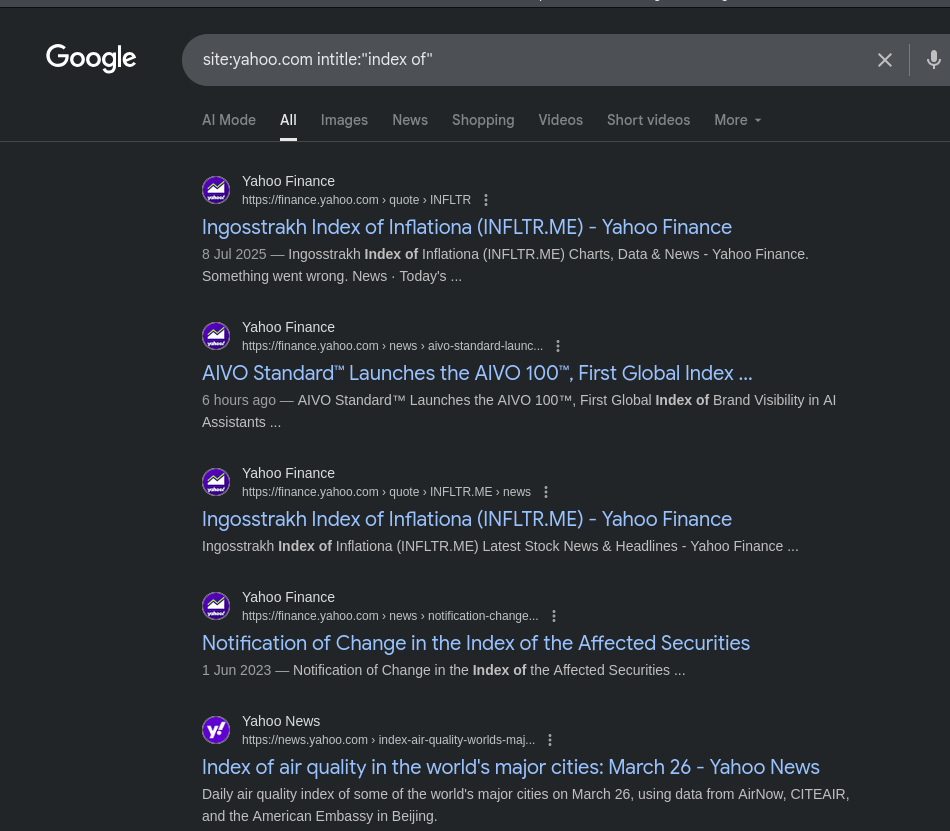 Google
site:yahoo.com intitle:"index of"
AI Mode All Images News Shopping Videos Short videos More
Yahoo Finance
https://finance.yahoo.com › quote › INFLTR
Ingosstrakh Index of Inflationa (INFLTR.ME) - Yahoo Finance
8 Jul 2025 — Ingosstrakh Index of Inflationa (INFLTR.ME) Charts, Data & News - Yahoo Finance.
Something went wrong. News · Today's ...
Yahoo Finance
https://finance.yahoo.com › news › aivo-standard-launc...
AIVO Standard™ Launches the AIVO 100™, First Global Index ...
6 hours ago — AIVO Standard™ Launches the AIVO 100™, First Global Index of Brand Visibility in AI
Assistants ...
Yahoo Finance
https://finance.yahoo.com › quote › INFLTR.ME › news
Ingosstrakh Index of Inflationa (INFLTR.ME) - Yahoo Finance
Ingosstrakh Index of Inflationa (INFLTR.ME) Latest Stock News & Headlines - Yahoo Finance ...
Yahoo Finance
https://finance.yahoo.com › news › notification-change...
Notification of Change in the Index of the Affected Securities
1 Jun 2023 — Notification of Change in the Index of the Affected Securities ...
y!
Yahoo News
https://news.yahoo.com › index-air-quality-worlds-maj...
Index of air quality in the world's major cities: March 26 - Yahoo News
Daily air quality index of some of the world's major cities on March 26, using data from AirNow, CITEAIR,
and the American Embassy in Beijing.